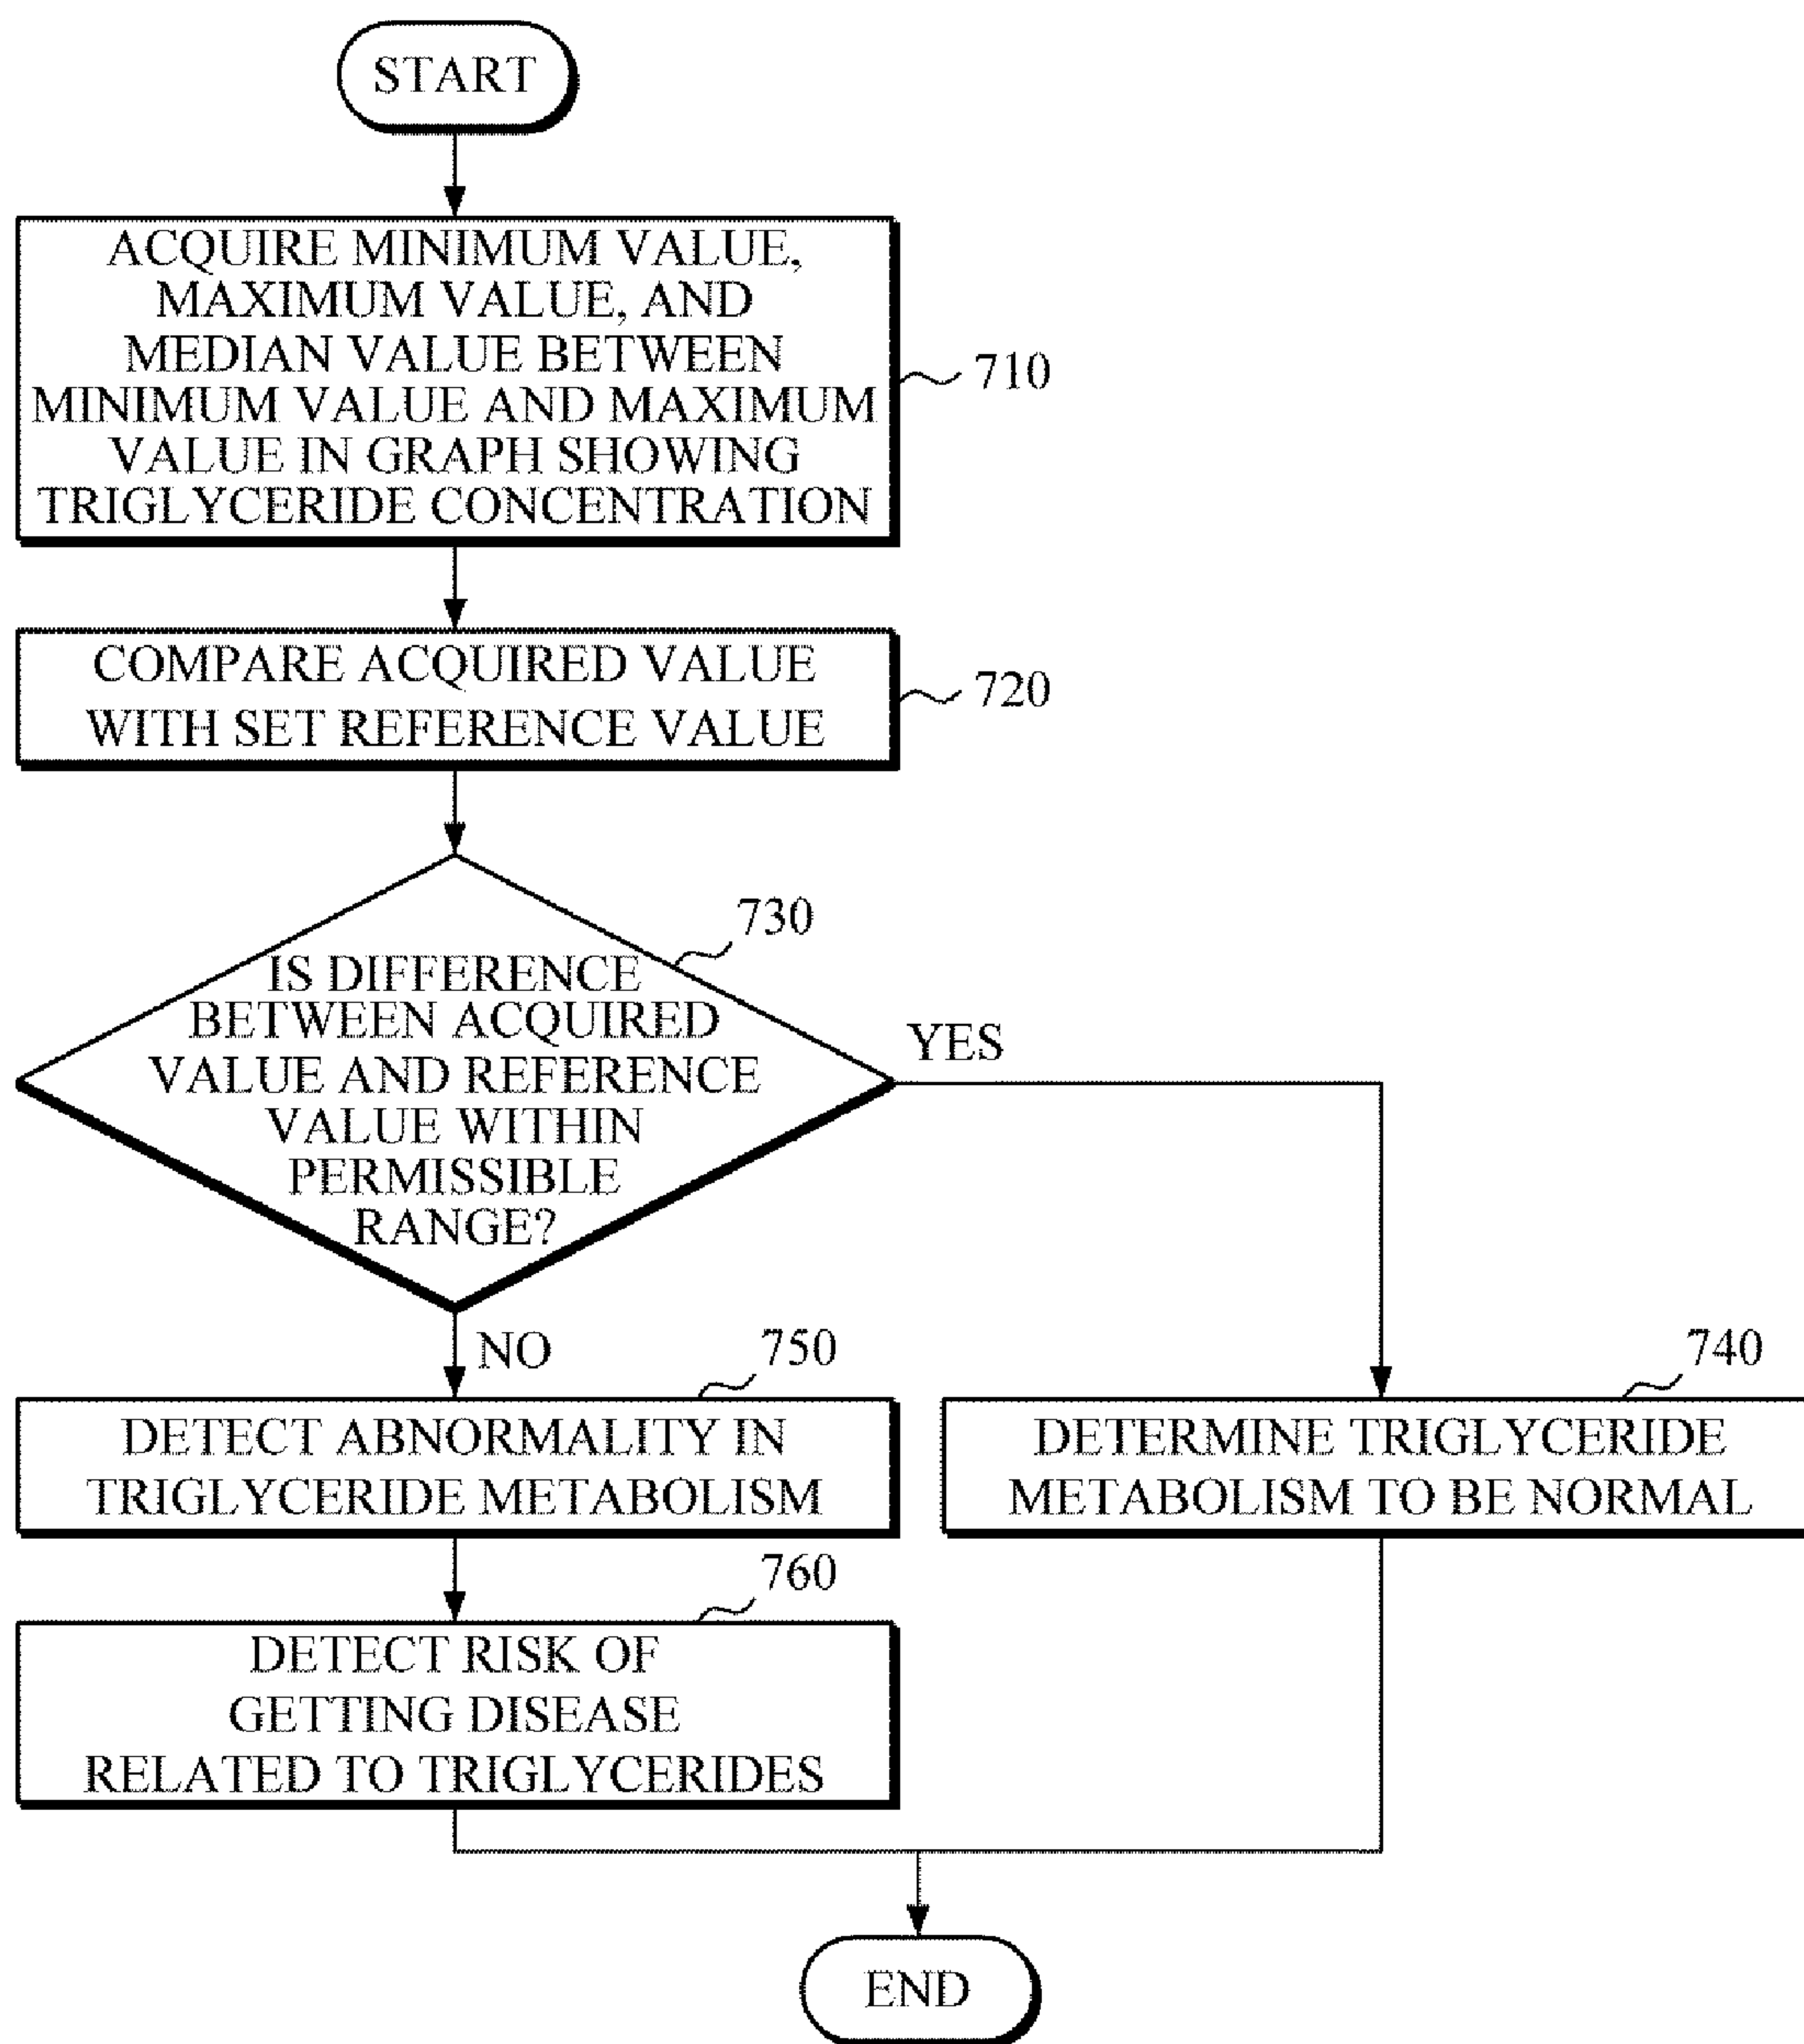 START
ACQUIRE MINIMUM VALUE,
MAXIMUM VALUE, AND
MEDIAN VALUE BETWEEN
MINIMUM VALUE AND MAXIMUM
VALUE IN GRAPH SHOWING
TRIGLYCERIDE CONCENTRATION
710
COMPARE ACQUIRED VALUE
WITH SET REFERENCE VALUE
720
730
IS DIFFERENCE
BETWEEN ACQUIRED
VALUE AND REFERENCE
VALUE WITHIN
PERMISSIBLE
RANGE?
YES
NO
750
DETECT ABNORMALITY IN
TRIGLYCERIDE METABOLISM
740
DETERMINE TRIGLYCERIDE
METABOLISM TO BE NORMAL
760
DETECT RISK OF
GETTING DISEASE
RELATED TO TRIGLYCERIDES
END